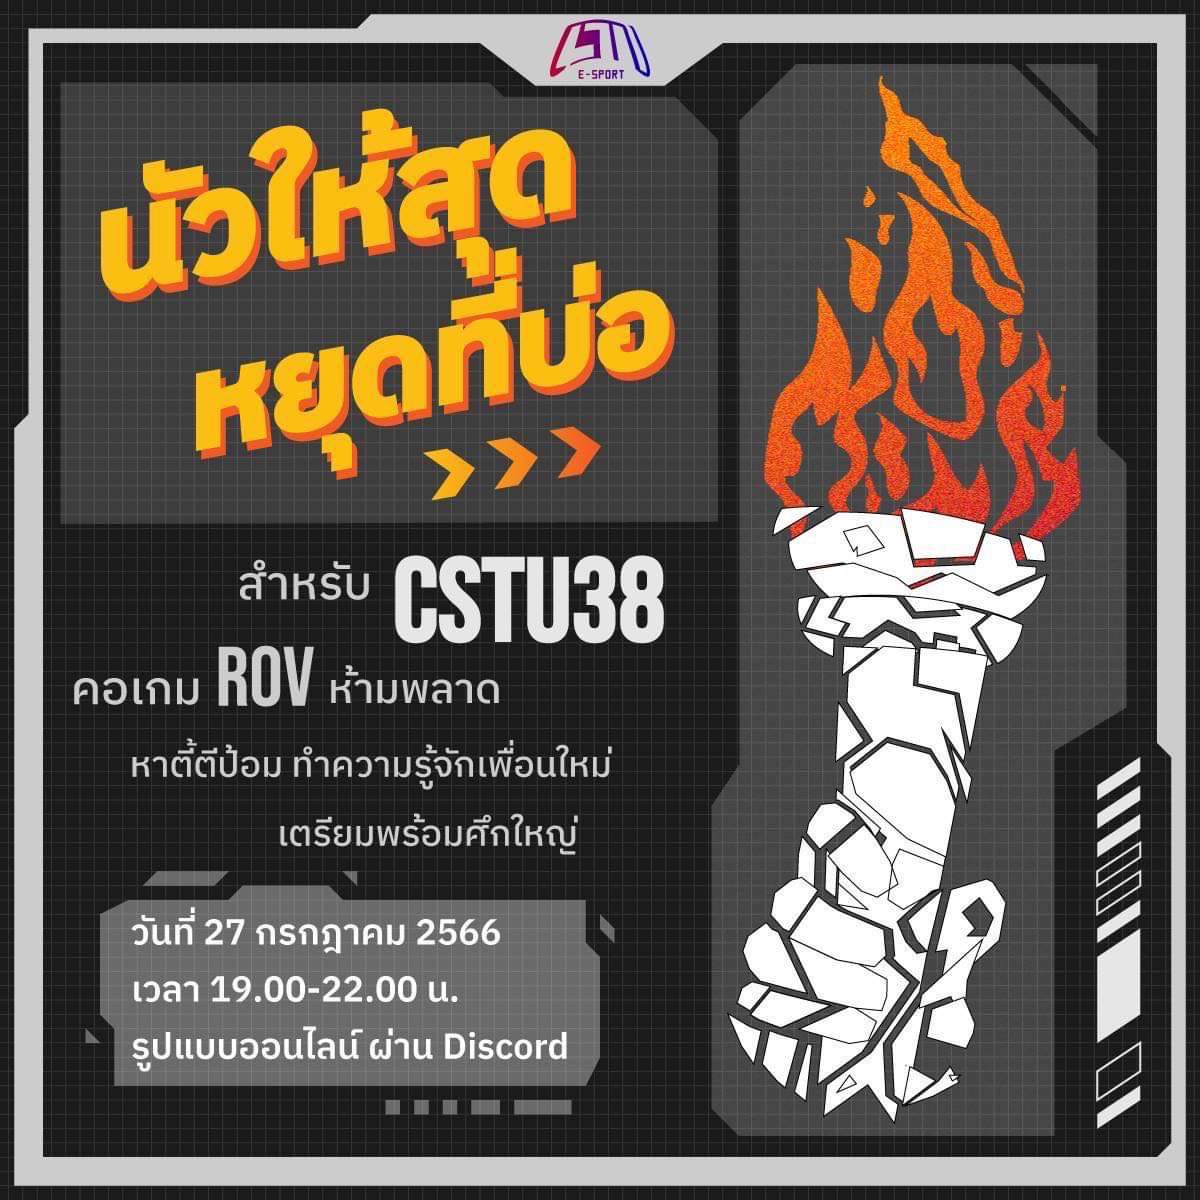 CSTU
E-SPORT
นัวให้สุด
หยุดที่บ่อ
สำหรับ CSTU38
คอเกม ROV ห้ามพลาด
หาตี้ตีป้อม ทำความรู้จักเพื่อนใหม่
เตรียมพร้อมศึกใหญ่
วันที่ 27 กรกฎาคม 2566
เวลา 19.00-22.00 น.
รูปแบบออนไลน์ ผ่าน Discord